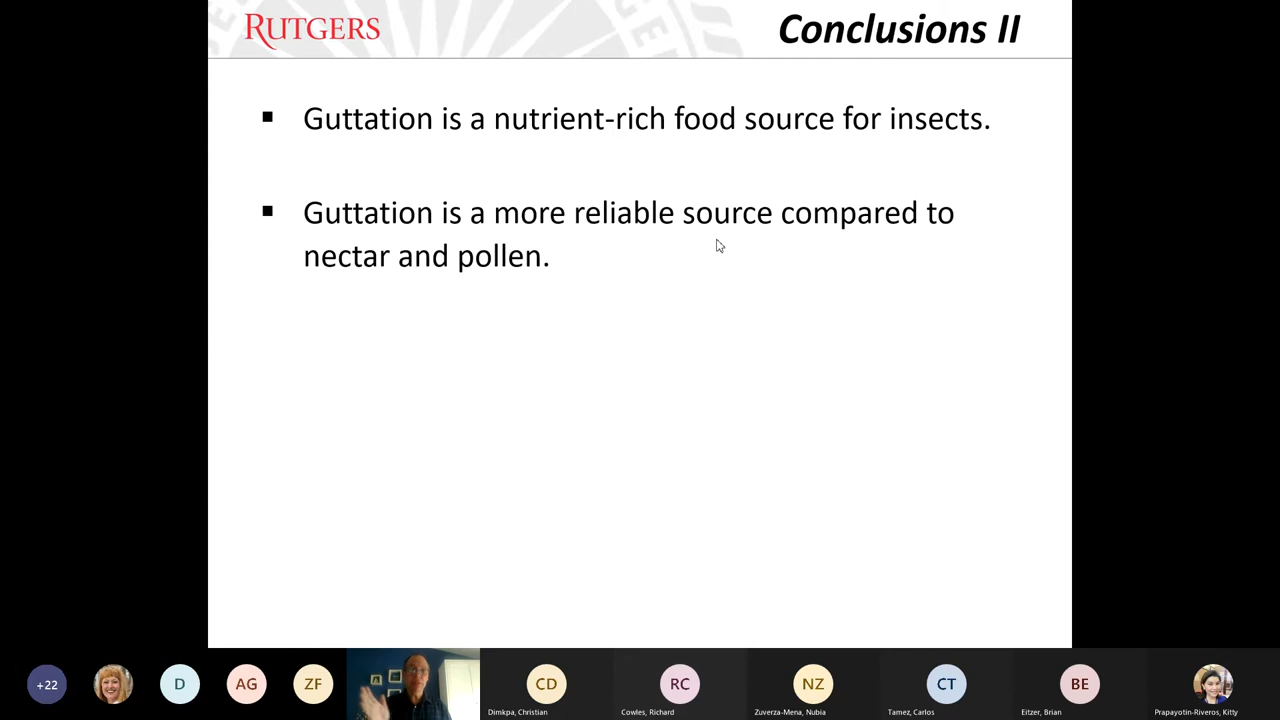 RUTGERS
Conclusions II
▪ Guttation is a nutrient-rich food source for insects.
▪ Guttation is a more reliable source compared to
nectar and pollen.
+22
D
AG
ZF
CD
RC
NZ
CT
BE
Dimkpa, Christian
Cowles, Richard
Zuverza-Mena, Nubia
Tamez, Carlos
Eitzer, Brian
Prapayotin-Riveros, Kitty